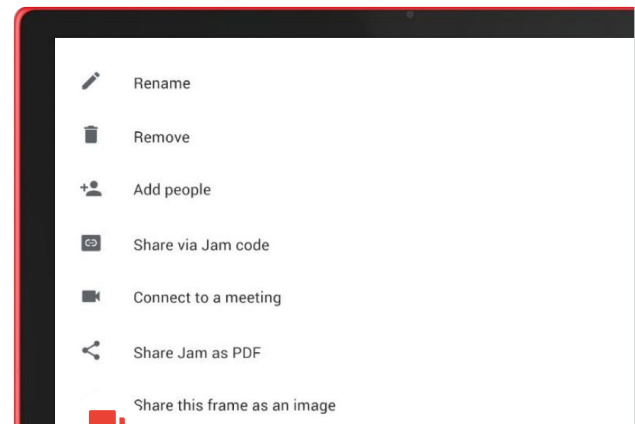 Rename
Remove
Add people
Share via Jam code
Connect to a meeting
Share Jam as PDF
Share this frame as an image